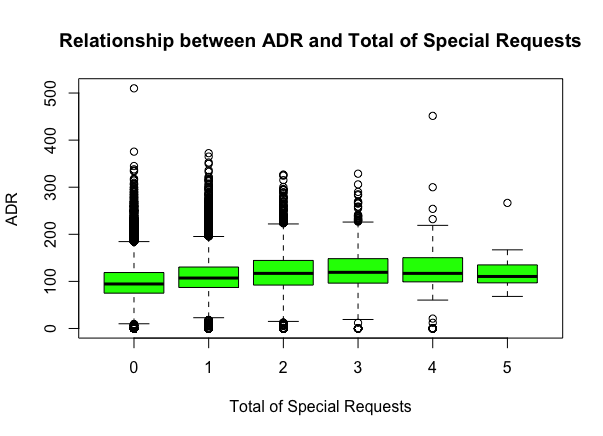 Relationship between ADR and Total of Special Requests
500
400
300
200
100
0
ADR
0 1 2 3 4 5
Total of Special Requests